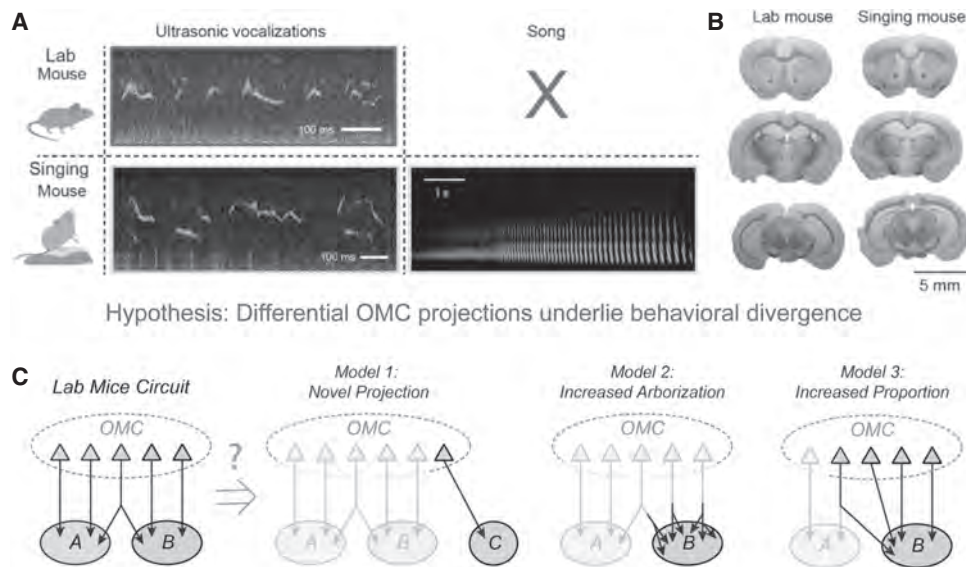 A
Ultrasonic vocalizations
Song
Lab
Mouse
100 ms
X
Singing
Mouse
100 ms
1 s
B
Lab mouse
Singing mouse
5 mm
Hypothesis: Differential OMC projections underlie behavioral divergence
C
Lab Mice Circuit
OMC
A
B
?
Model 1:
Novel Projection
OMC
A
B
C
Model 2:
Increased Arborization
OMC
A
B
Model 3:
Increased Proportion
OMC
A
B